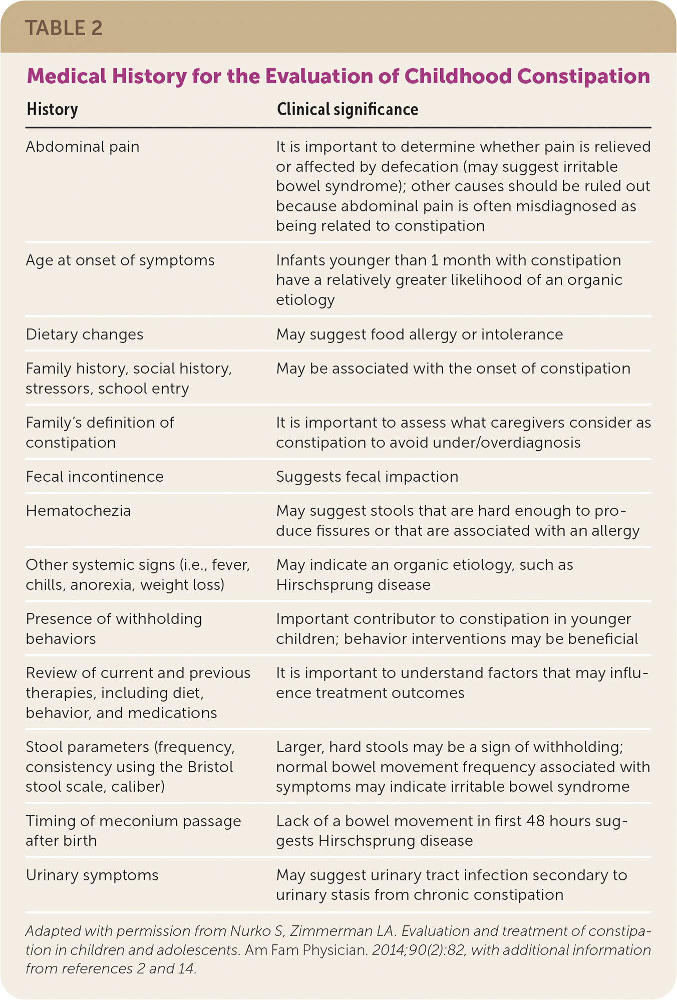 TABLE 2
Medical History for the Evaluation of Childhood Constipation
History Clinical significance
Abdominal pain
It is important to determine whether pain is relieved
or affected by defecation (may suggest irritable
bowel syndrome); other causes should be ruled out
because abdominal pain is often misdiagnosed as
being related to constipation
Age at onset of symptoms
Infants younger than 1 month with constipation
have a relatively greater likelihood of an organic
etiology
Dietary changes
May suggest food allergy or intolerance
Family history, social history,
stressors, school entry
May be associated with the onset of constipation
Family’s definition of
constipation
It is important to assess what caregivers consider as
constipation to avoid under/overdiagnosis
Fecal incontinence
Suggests fecal impaction
Hematochezia
May suggest stools that are hard enough to pro-
duce fissures or that are associated with an allergy
Other systemic signs (i.e., fever,
chills, anorexia, weight loss)
May indicate an organic etiology, such as
Hirschsprung disease
Presence of withholding
behaviors
Important contributor to constipation in younger
children; behavior interventions may be beneficial
Review of current and previous
therapies, including diet,
behavior, and medications
It is important to understand factors that may influ-
ence treatment outcomes
Stool parameters (frequency,
consistency using the Bristol
stool scale, caliber)
Larger, hard stools may be a sign of withholding;
normal bowel movement frequency associated with
symptoms may indicate irritable bowel syndrome
Timing of meconium passage
after birth
Lack of a bowel movement in first 48 hours sug-
gests Hirschsprung disease
Urinary symptoms
May suggest urinary tract infection secondary to
urinary stasis from chronic constipation
Adapted with permission from Nurko S, Zimmerman LA. Evaluation and treatment of constipa-
tion in children and adolescents. Am Fam Physician. 2014;90(2):82, with additional information
from references 2 and 14.